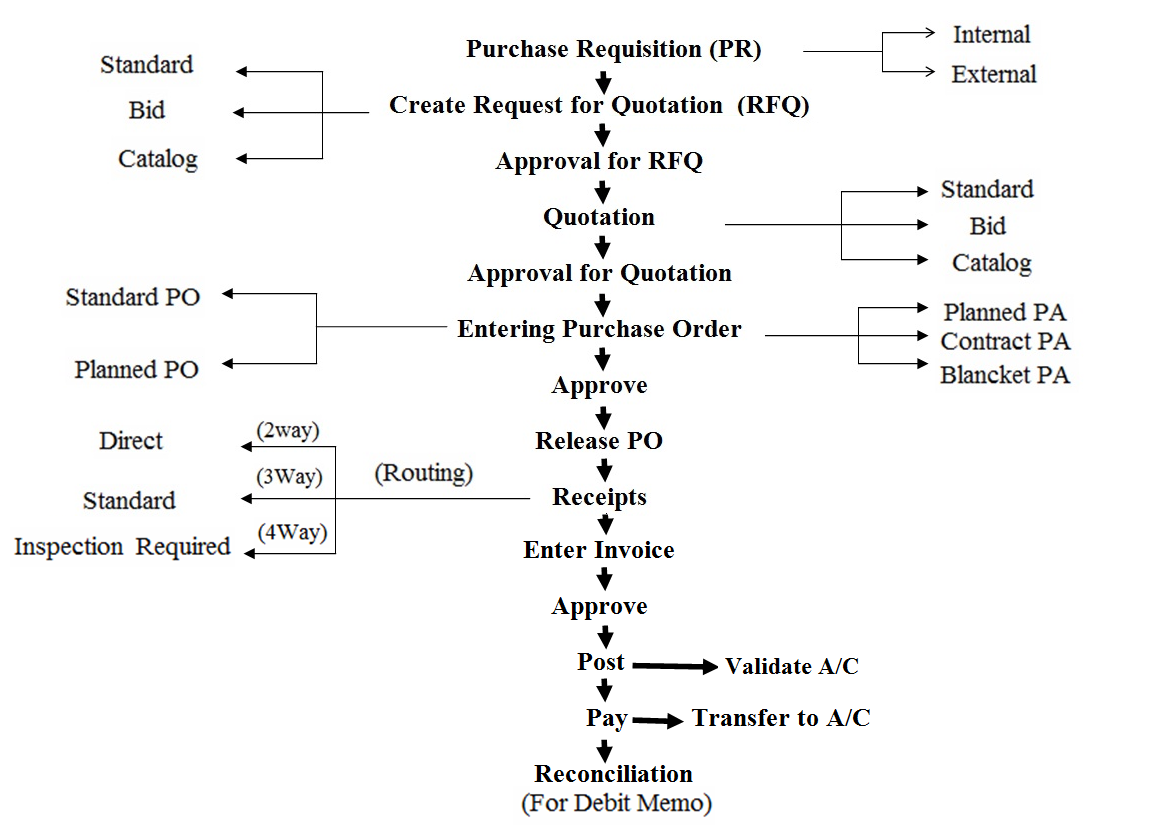 Purchase Requisition (PR)
Internal
External
Standard
Bid
Catalog
Create Request for Quotation (RFQ)
Approval for RFQ
Quotation
Standard
Bid
Catalog
Approval for Quotation
Standard PO
Planned PO
Entering Purchase Order
Planned PA
Contract PA
Blancket PA
Approve
Release PO
Direct
(2way)
Standard
(3Way)
Inspection Required
(4Way)
(Routing)
Receipts
Enter Invoice
Approve
Post
Validate A/C
Pay
Transfer to A/C
Reconciliation
(For Debit Memo)